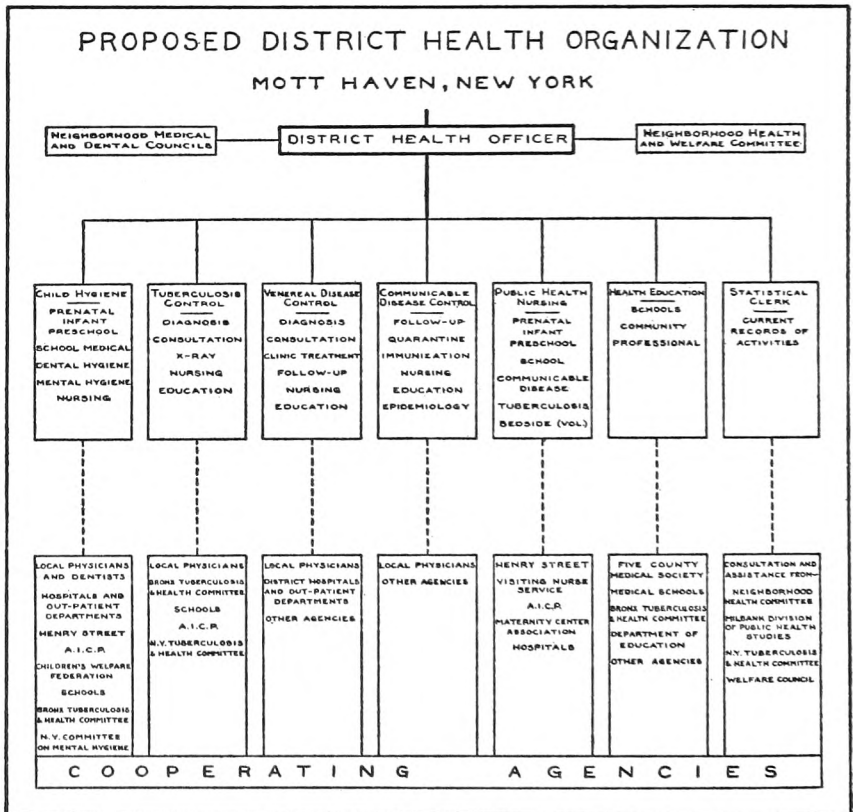 PROPOSED DISTRICT HEALTH ORGANIZATION
MOTT HAVEN, NEW YORK
NEIGHBORHOOD MEDICAL
AND DENTAL COUNCILS
DISTRICT HEALTH OFFICER
NEIGHBORHOOD HEALTH
AND WELFARE COMMITTEE
CHILD HYGIENE
PRENATAL
INFANT
PRESCHOOL
SCHOOL MEDICAL
DENTAL HYGIENE
MENTAL HYGIENE
NURSING
TUBERCULOSIS
CONTROL
DIAGNOSIS
CONSULTATION
X-RAY
NURSING
EDUCATION
VENEREAL DISEASE
CONTROL
DIAGNOSIS
CONSULTATION
CLINIC TREATMENT
FOLLOW-UP
NURSING
EDUCATION
COMMUNICABLE
DISEASE CONTROL
FOLLOW-UP
QUARANTINE
IMMUNIZATION
NURSING
EDUCATION
EPIDEMIOLOGY
PUBLIC HEALTH
NURSING
PRENATAL
INFANT
PRESCHOOL
SCHOOL
COMMUNICABLE
DISEASE
TUBERCULOSIS
BEDSIDE (VOL)
HEALTH EDUCATION
SCHOOLS
COMMUNITY
PROFESSIONAL
STATISTICAL
CLERK
CURRENT
RECORDS OF
ACTIVITIES
LOCAL PHYSICIANS
AND DENTISTS
HOSPITALS AND
OUT-PATIENT
DEPARTMENTS
HENRY STREET
A.I.C.P.
CHILDREN'S WELFARE
FEDERATION
SCHOOLS
BRONX TUBERCULOSIS
& HEALTH COMMITTEE
N.Y. COMMITTEE
ON MENTAL HYGIENE
LOCAL PHYSICIANS
BRONX TUBERCULOSIS
& HEALTH COMMITTEE
SCHOOLS
A.I.C.P.
N.Y. TUBERCULOSIS
& HEALTH COMMITTEE
LOCAL PHYSICIANS
DISTRICT HOSPITALS
AND OUT-PATIENT
DEPARTMENTS
OTHER AGENCIES
LOCAL PHYSICIANS
OTHER AGENCIES
HENRY STREET
VISITING NURSE
SERVICE
A.I.C.P.
MATERNITY CENTER
ASSOCIATION
HOSPITALS
FIVE COUNTY
MEDICAL SOCIETY
MEDICAL SCHOOLS
BRONX TUBERCULOSIS
& HEALTH COMMITTEE
DEPARTMENT OF
EDUCATION
OTHER AGENCIES
CONSULTATION AND
ASSISTANCE FROM—
NEIGHBORHOOD
HEALTH COMMITTEE
MILBANK DIVISION
OF PUBLIC HEALTH
STUDIES
N.Y. TUBERCULOSIS
& HEALTH COMMITTEE
WELFARE COUNCIL
COOPERATING AGENCIES